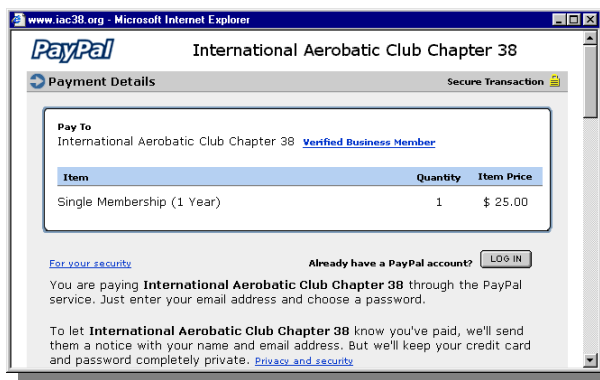 www.iac38.org - Microsoft Internet Explorer
PayPal International Aerobatic Club Chapter 38
Payment Details Secure Transaction
Pay To
International Aerobatic Club Chapter 38 Verified Business Member
Item Quantity Item Price
Single Membership (1 Year) 1 $ 25.00
For your security Already have a PayPal account? LOG IN
You are paying International Aerobatic Club Chapter 38 through the PayPal
service. Just enter your email address and choose a password.
To let International Aerobatic Club Chapter 38 know you've paid, we'll send
them a notice with your name and email address. But we'll keep your credit card
and password completely private. Privacy and security